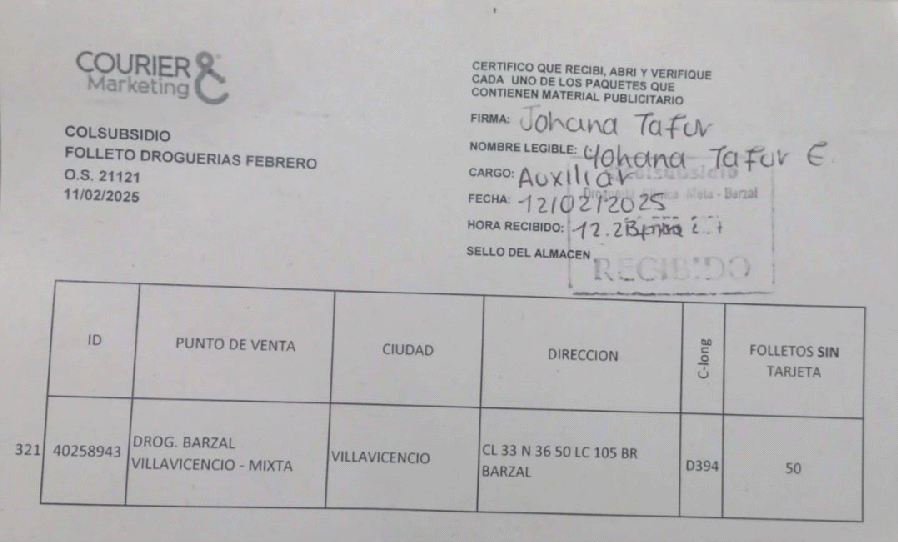 COURIER
Marketing
COLSUBSIDIO
FOLLETO DROGUERIAS FEBRERO
O.S. 21121
11/02/2025
CERTIFICO QUE RECIBI, ABRI Y VERIFIQUE
CADA UNO DE LOS PAQUETES QUE
CONTIENEN MATERIAL PUBLICITARIO
FIRMA: Johana Tafur
NOMBRE LEGIBLE: Yohana Tafur E
CARGO: Auxiliar
FECHA: 12/02/2025
HORA RECIBIDO:
SELLO DEL ALMACEN
Meta - Barzal
RECIBIDO
ID PUNTO DE VENTA CIUDAD DIRECCION C-long FOLLETOS SIN
TARJETA
321 40258943 DROG. BARZAL
VILLAVICENCIO - MIXTA VILLAVICENCIO CL 33 N 36 50 LC 105 BR
BARZAL D394 50